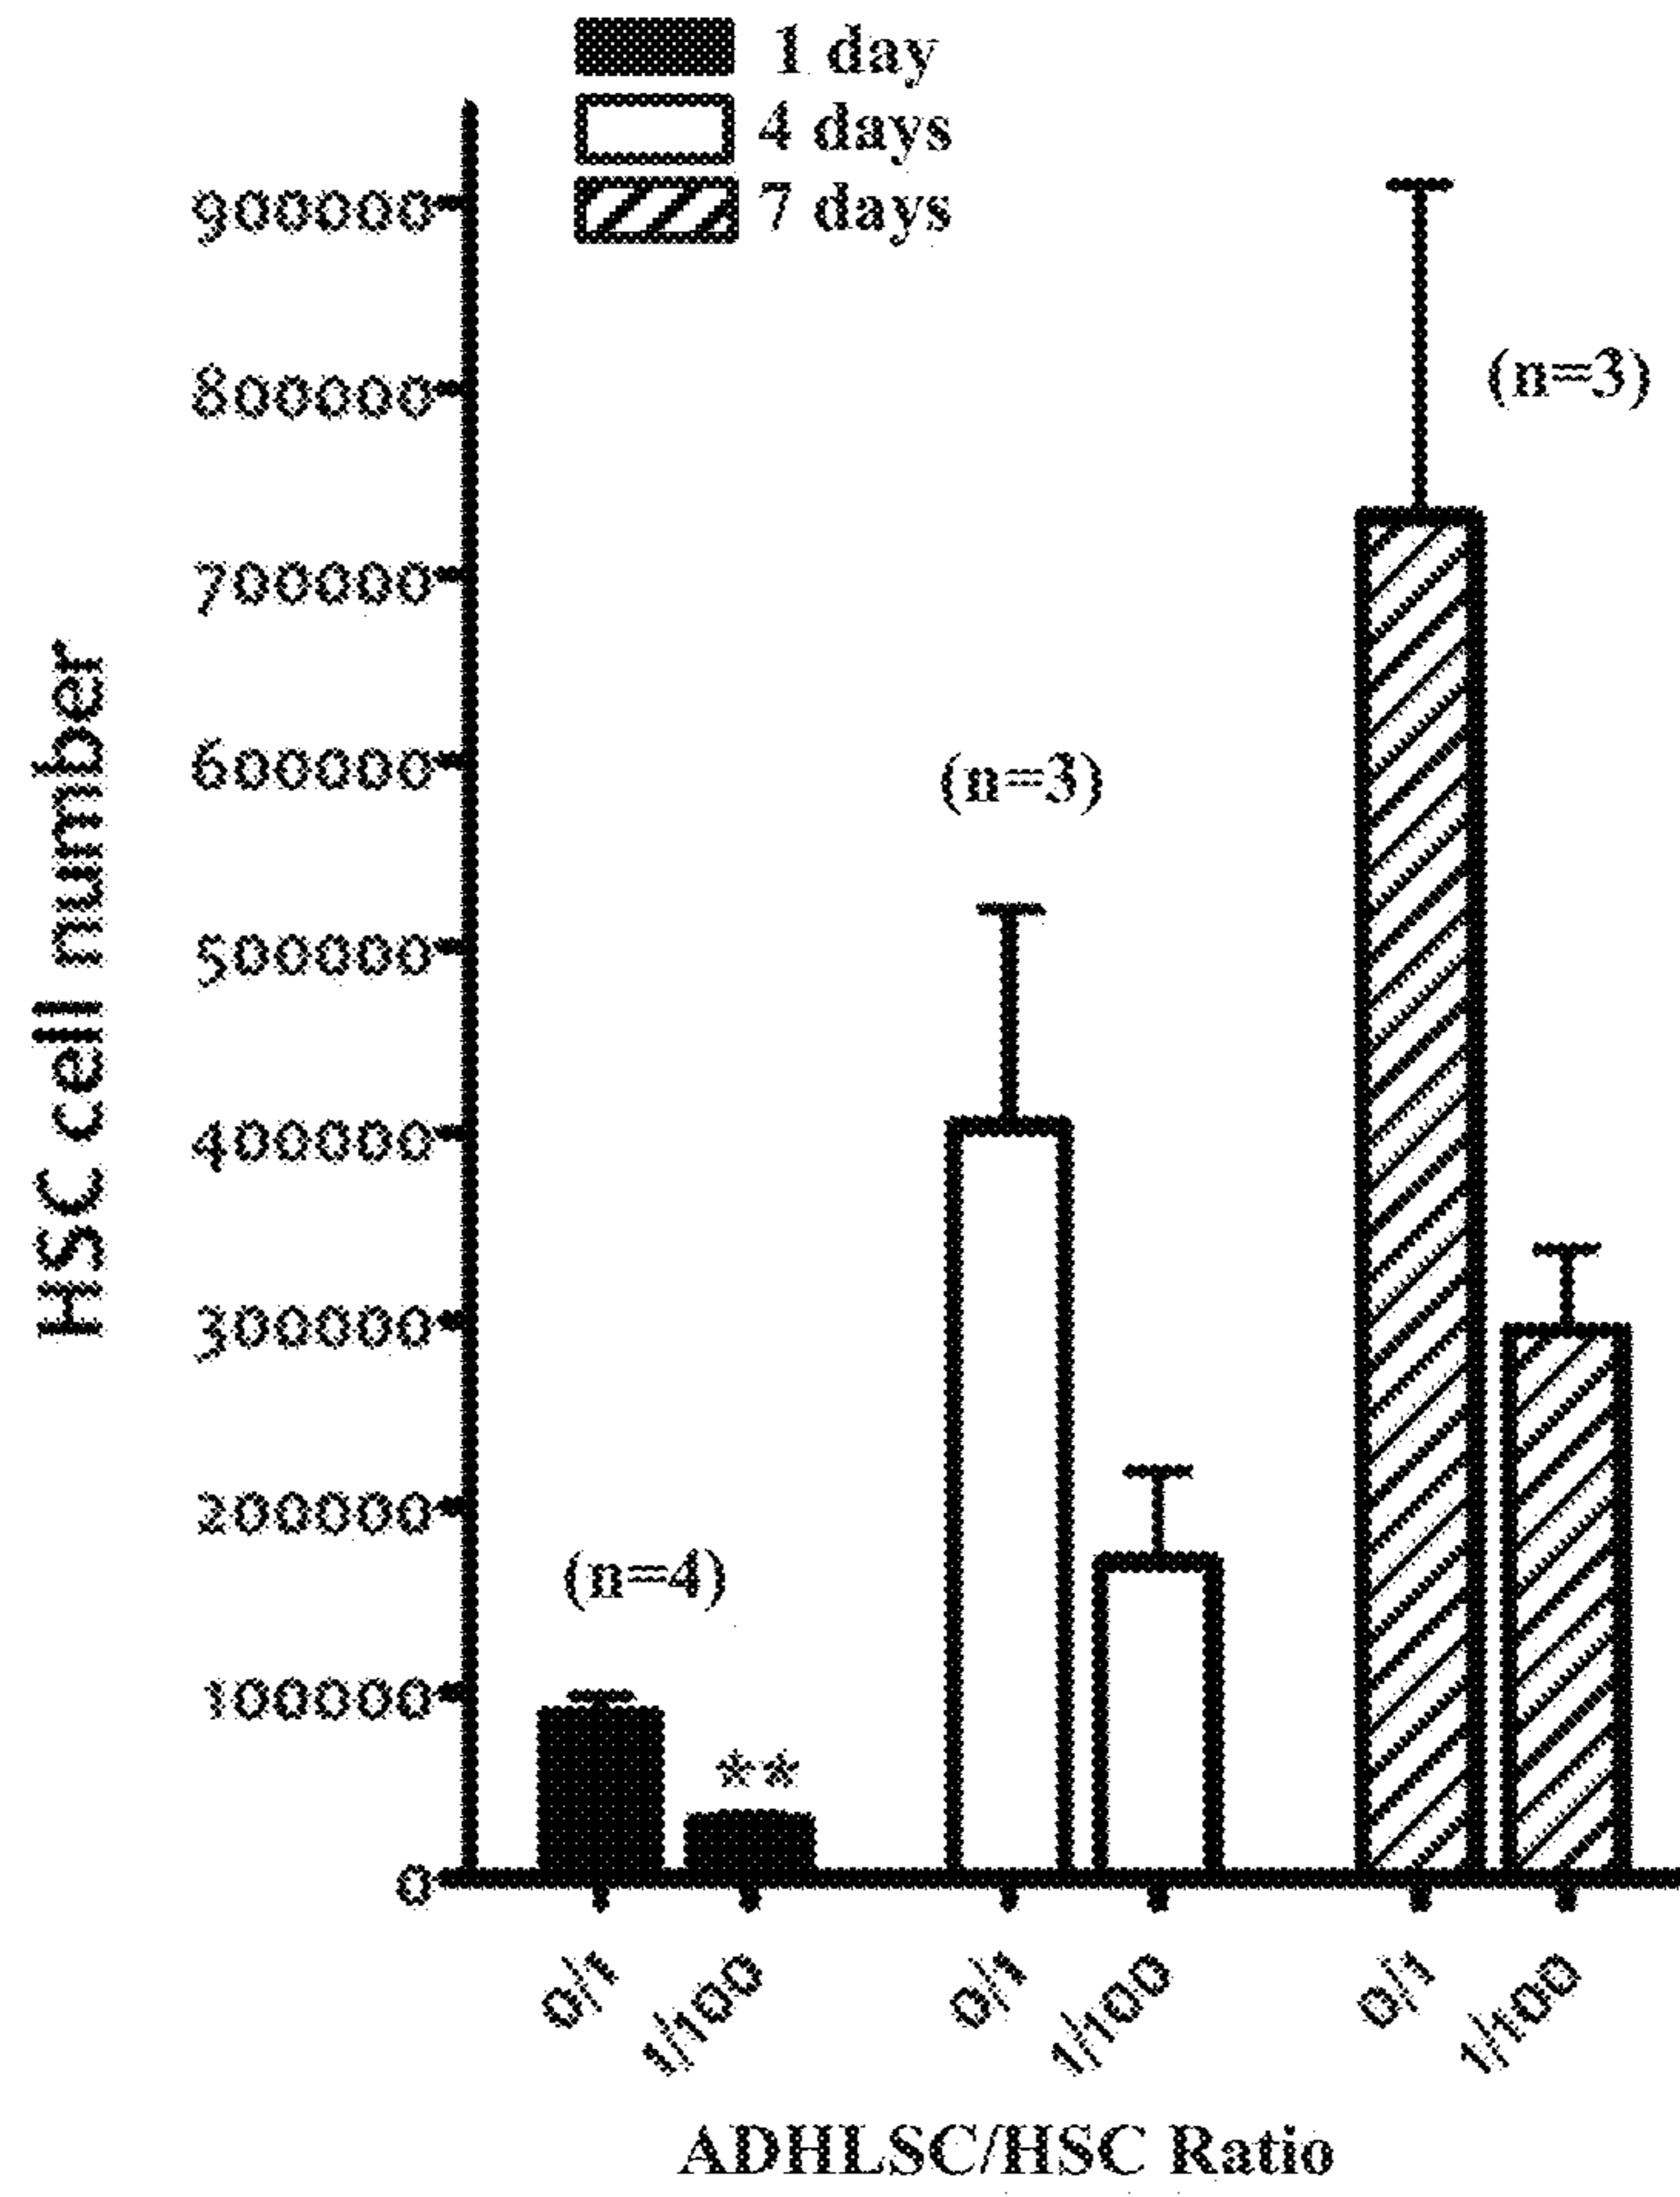 1 day
4 days
7 days
HSC cell number
900000
800000
700000
600000
500000
400000
300000
200000
100000
0
(n=4)
**
(n=3)
(n=3)
0/1
1/100
0/1
1/100
0/1
1/100
ADHLSC/HSC Ratio